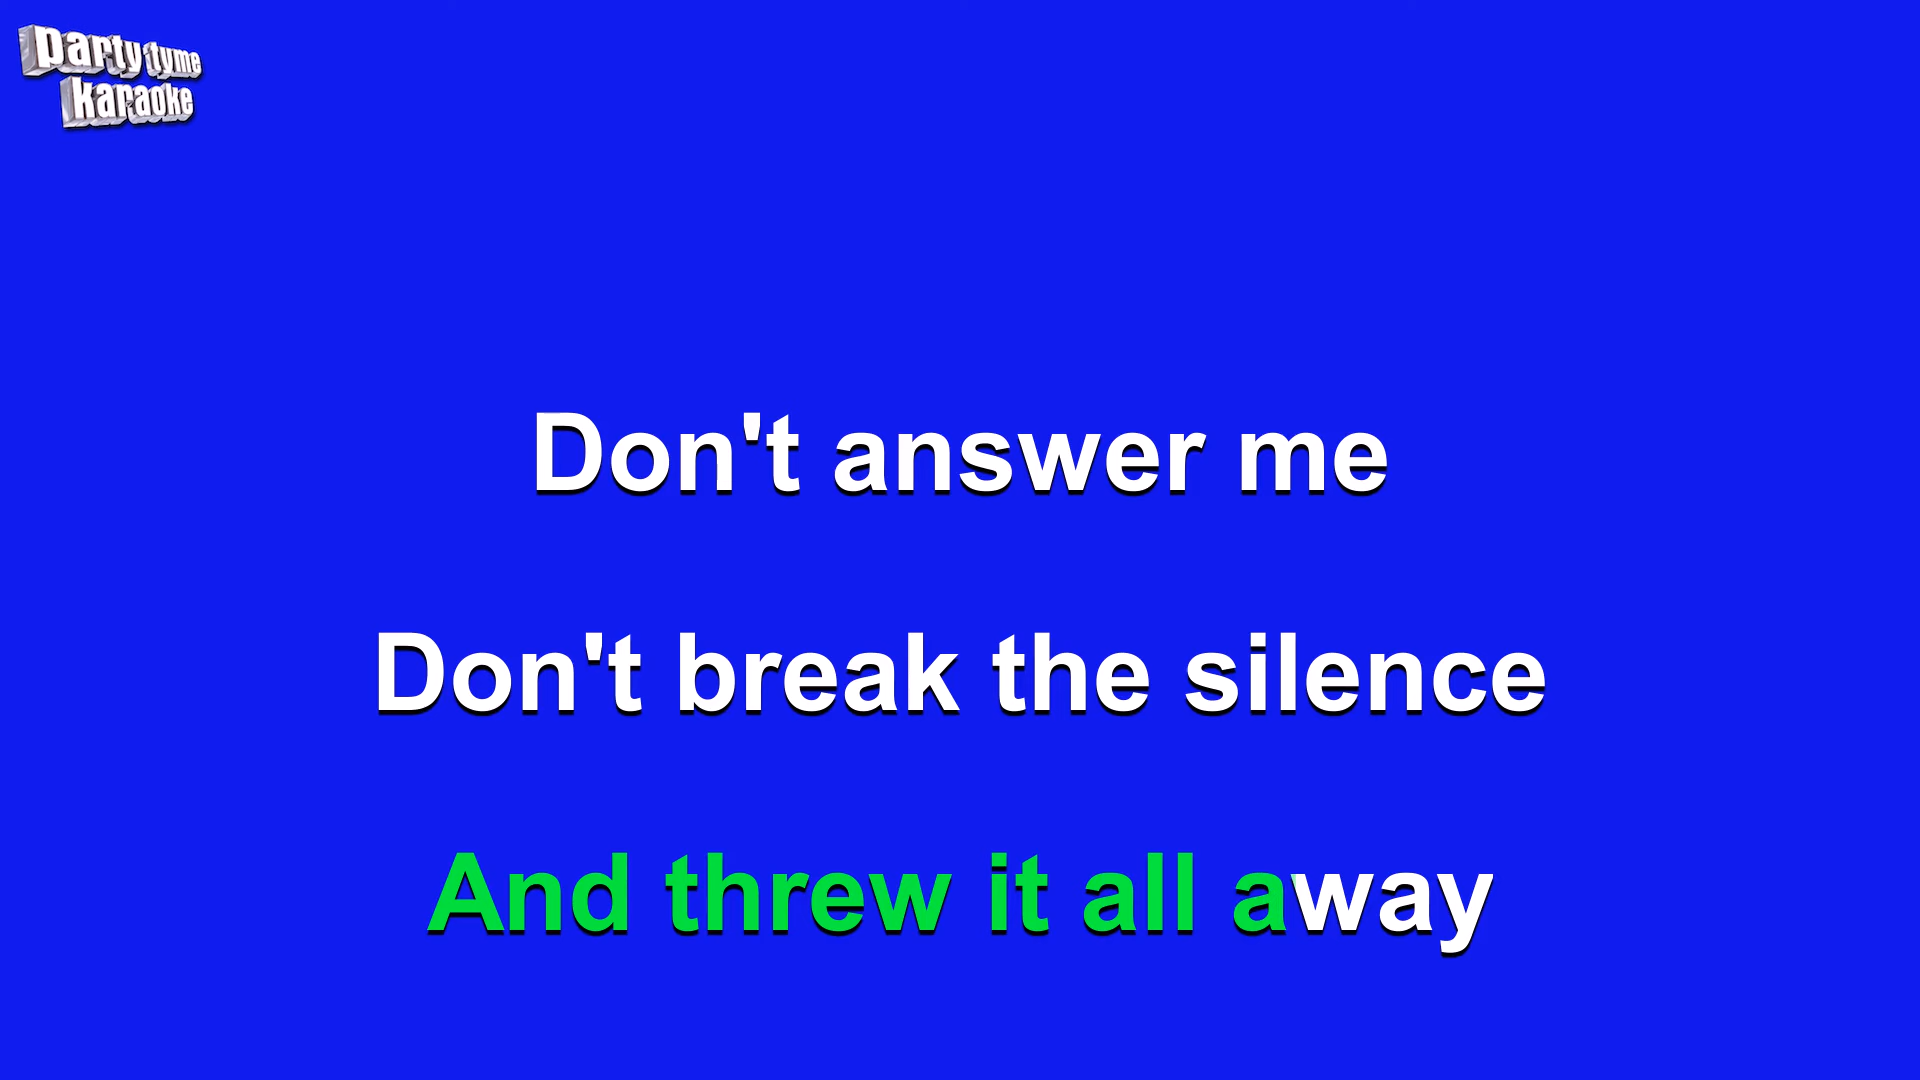 party tyme
karaoke
Don't answer me
Don't break the silence
And threw it all away